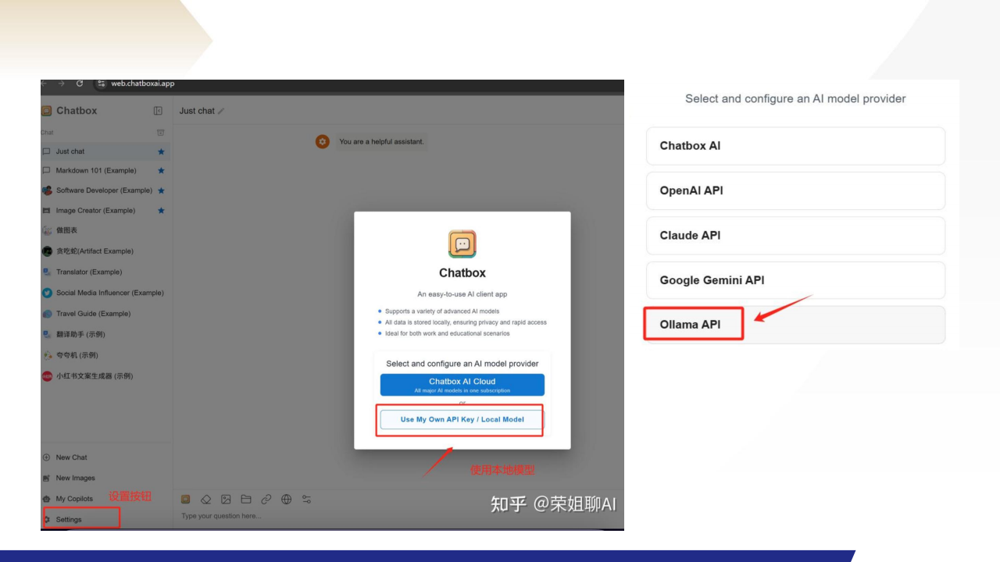 web.chatboxai.app
Chatbox
Just chat
Chat
You are a helpful assistant.
Just chat
Markdown 101 (Example)
Software Developer (Example)
Image Creator (Example)
做图表
贪吃蛇(Artifact Example)
Translator (Example)
Social Media Influencer (Example)
Travel Guide (Example)
翻译助手 (示例)
夸夸机 (示例)
小红书文案生成器 (示例)
New Chat
New Images
My Copilots
设置按钮
Settings
Chatbox
An easy-to-use AI client app
Supports a variety of advanced AI models
All data is stored locally, ensuring privacy and rapid access
Ideal for both work and educational scenarios
Select and configure an AI model provider
Chatbox AI Cloud
All major AI models in one subscription
or
Use My Own API Key / Local Model
使用本地模型
Type your question here...
知乎 @荣姐聊AI
Select and configure an AI model provider
Chatbox AI
OpenAI API
Claude API
Google Gemini API
Ollama API